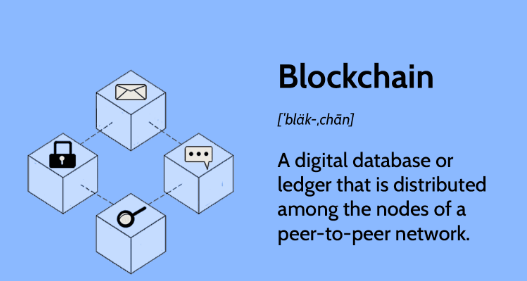 Blockchain
['bläk-,chān]
A digital database or
ledger that is distributed
among the nodes of a
peer-to-peer network.